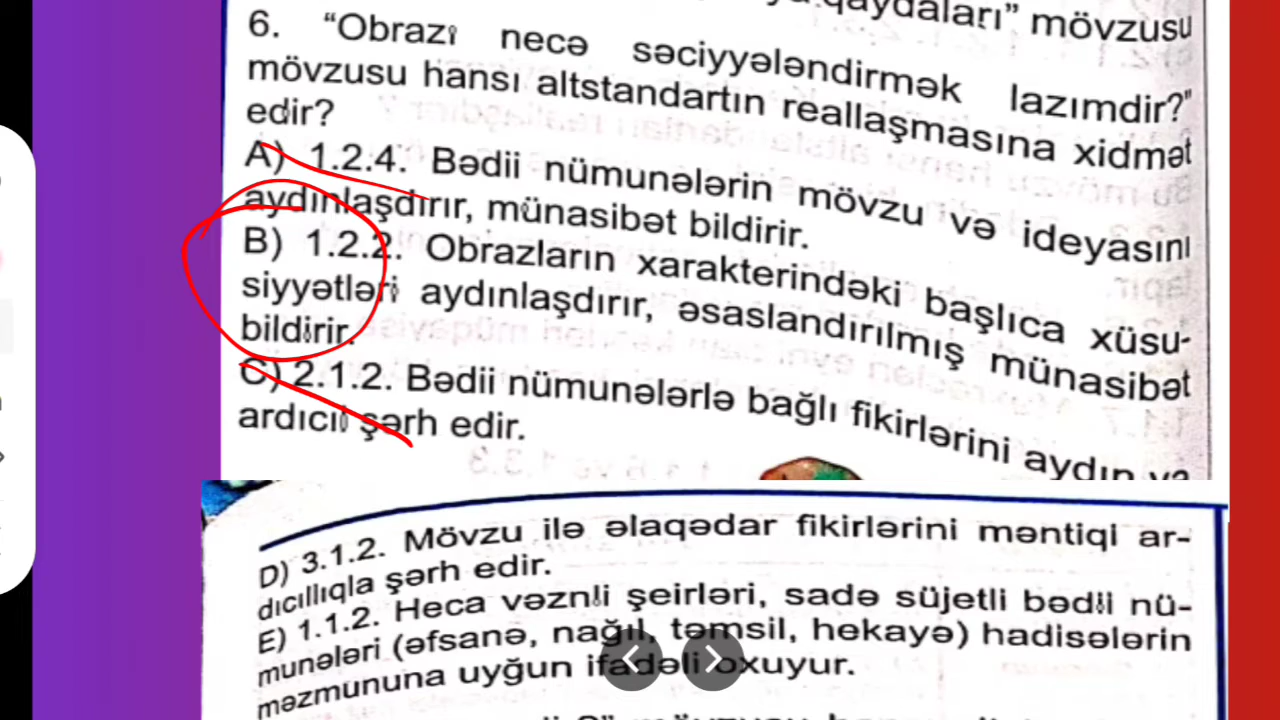 qaydaları” mövzusu
6. “Obrazı necə səciyyələndirmək lazımdir?”
mövzusu hansı altstandartın reallaşmasına xidmət
edir?
A) 1.2.4. Bədii nümunələrin mövzu və ideyasını
aydınlaşdırır, münasibət bildirir.
B) 1.2.2. Obrazların xarakterindəki başlıca xüsu-
siyyətləri aydınlaşdırır, əsaslandırılmış münasibət
bildirir.
C) 2.1.2. Bədii nümunələrlə bağlı fikirlərini aydın və
ardıcıl şərh edir.
D) 3.1.2. Mövzu ilə əlaqədar fikirlərini məntiqi ar-
dıcıllıqla şərh edir.
E) 1.1.2. Heca vəznli şeirləri, sadə süjetli bədii nü-
munələri (əfsanə, nağıl, təmsil, hekayə) hadisələrin
məzmununa uyğun ifadəli oxuyur.